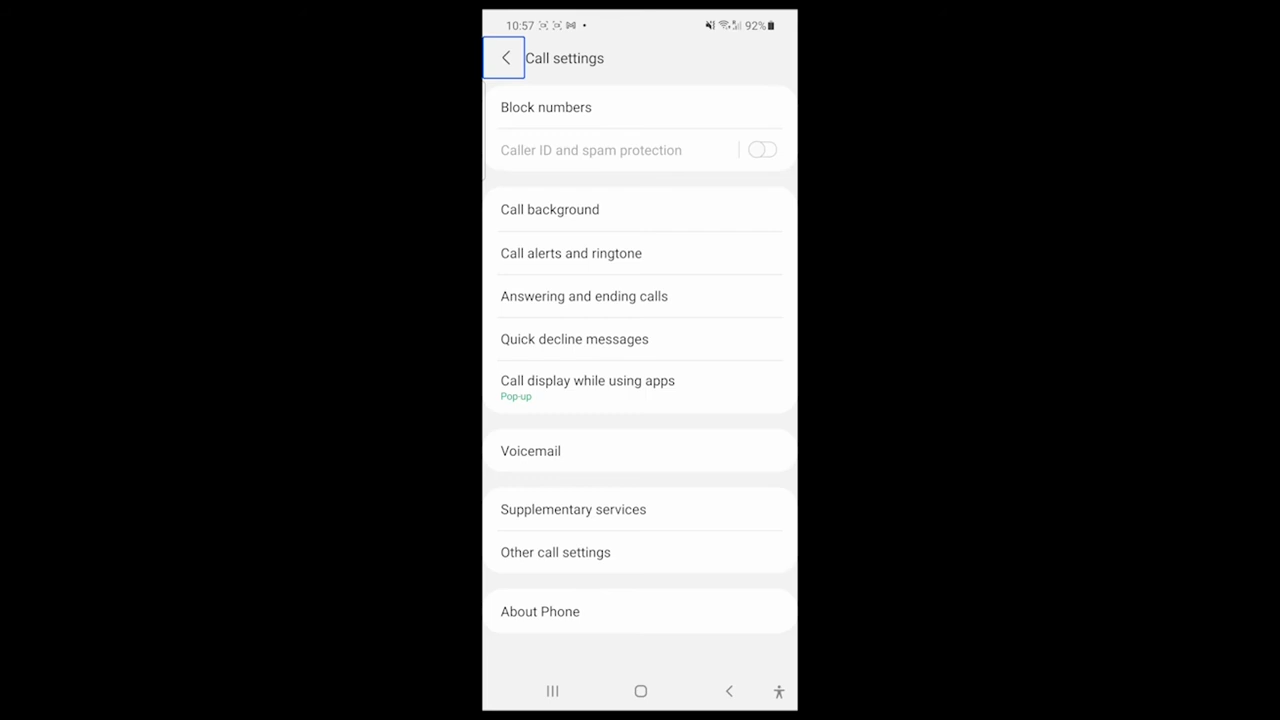 10:57 92%
Call settings
Block numbers
Caller ID and spam protection
Call background
Call alerts and ringtone
Answering and ending calls
Quick decline messages
Call display while using apps
Pop-up
Voicemail
Supplementary services
Other call settings
About Phone